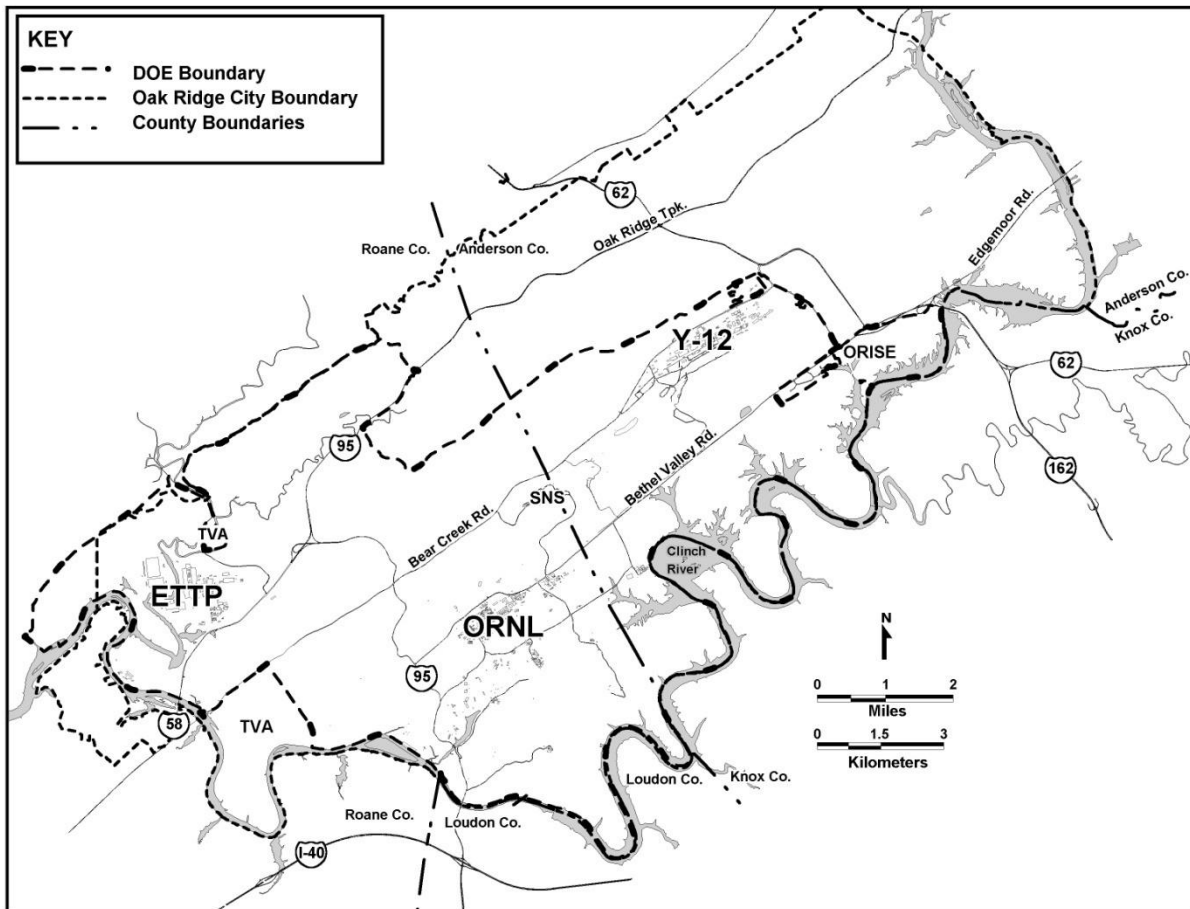 KEY
DOE Boundary
Oak Ridge City Boundary
County Boundaries
62
Oak Ridge Tpk.
Edgemoor Rd.
Roane Co.
Anderson Co.
Anderson Co.
Knox Co.
Y-12
ORISE
62
95
162
Bethel Valley Rd.
SNS
Bear Creek Rd.
TVA
Clinch
River
ETTP
ORNL
N
95
0 1 2
Miles
58
TVA
0 1.5 3
Kilometers
Loudon Co.
Knox Co.
Roane Co.
Loudon Co.
I-40